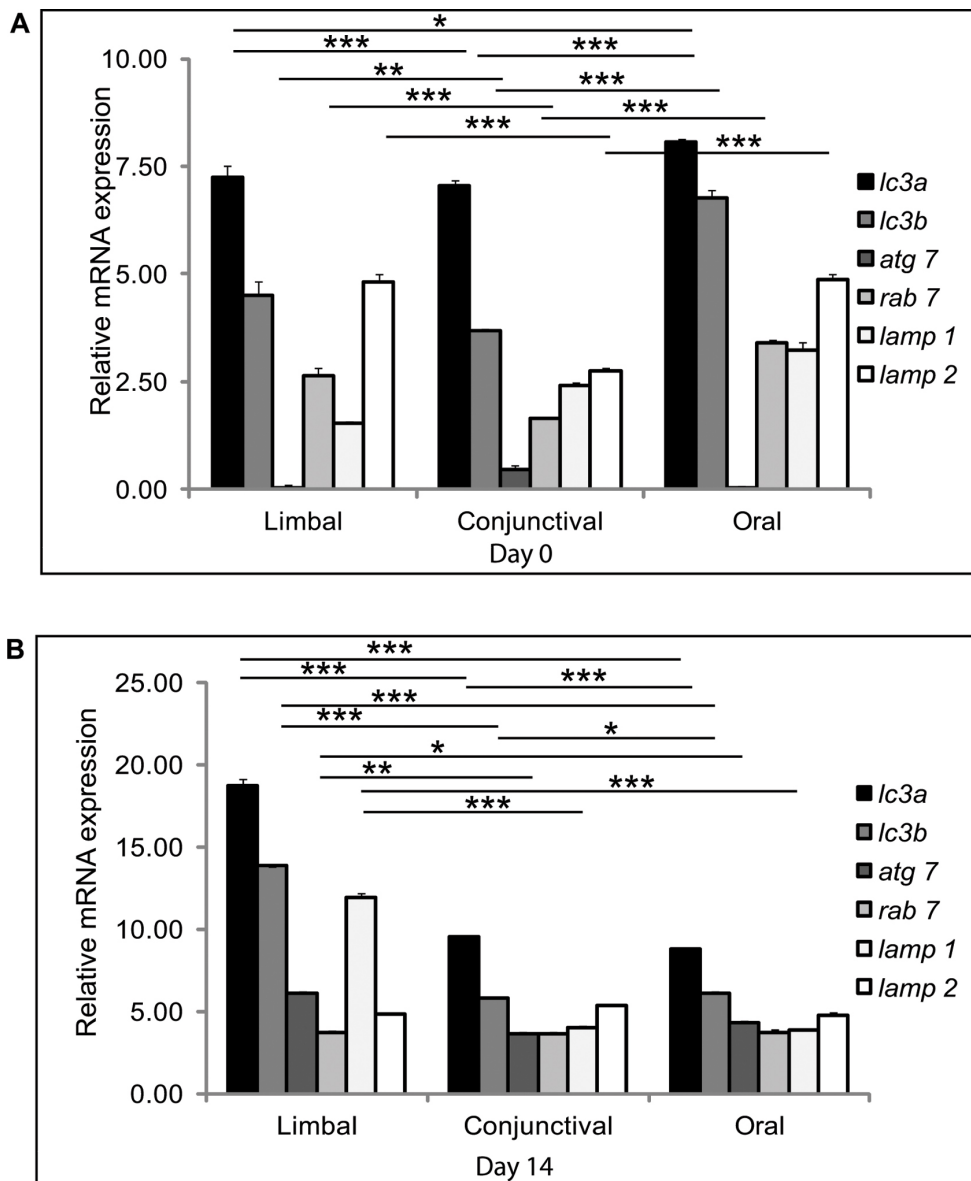 A
*
***
***
10.00
**
***
***
***
***
***
7.50
lc3a
lc3b
5.00
atg 7
rab 7
2.50
lamp 1
lamp 2
0.00
Relative mRNA expression
Limbal
Conjunctival
Oral
Day 0
B
***
***
***
25.00
***
***
*
*
20.00
**
***
***
lc3a
15.00
lc3b
atg 7
10.00
rab 7
lamp 1
5.00
lamp 2
0.00
Relative mRNA expression
Limbal
Conjunctival
Oral
Day 14